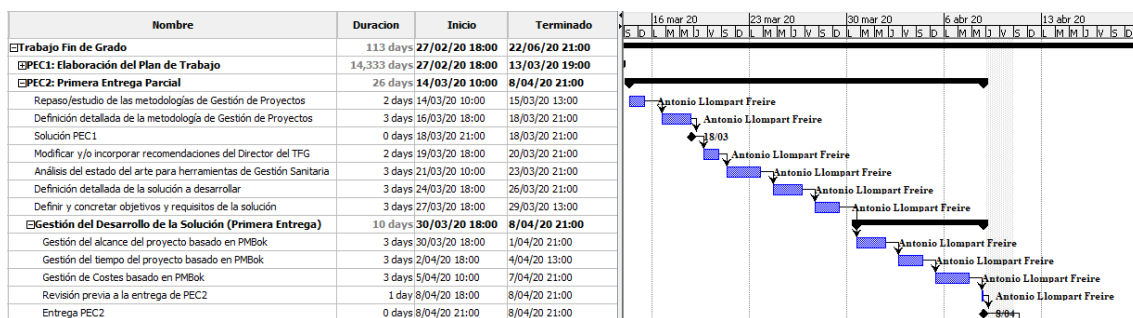 Nombre Duracion Inicio Terminado 16 mar 20 23 mar 20 30 mar 20 6 abr 20 13 abr 20
S D L M M J V S D L M M J V S D L M M J V S D L M M J V S D L M M J V S D
Trabajo Fin de Grado 113 days 27/02/20 18:00 22/06/20 21:00
PEC1: Elaboración del Plan de Trabajo 14,333 days 27/02/20 18:00 13/03/20 19:00
PEC2: Primera Entrega Parcial 26 days 14/03/20 10:00 8/04/20 21:00
Repaso/estudio de las metodologías de Gestión de Proyectos 2 days 14/03/20 10:00 15/03/20 13:00 Antonio Llompart Freire
Definición detallada de la metodología de Gestión de Proyectos 3 days 16/03/20 18:00 18/03/20 21:00 Antonio Llompart Freire
Solución PEC1 0 days 18/03/20 21:00 18/03/20 21:00 18/03
Modificar y/o incorporar recomendaciones del Director del TFG 2 days 19/03/20 18:00 20/03/20 21:00 Antonio Llompart Freire
Análisis del estado del arte para herramientas de Gestión Sanitaria 3 days 21/03/20 10:00 23/03/20 21:00 Antonio Llompart Freire
Definición detallada de la solución a desarrollar 3 days 24/03/20 18:00 26/03/20 21:00 Antonio Llompart Freire
Definir y concretar objetivos y requisitos de la solución 3 days 27/03/20 18:00 29/03/20 13:00 Antonio Llompart Freire
Gestión del Desarrollo de la Solución (Primera Entrega) 10 days 30/03/20 18:00 8/04/20 21:00
Gestión del alcance del proyecto basado en PMBok 3 days 30/03/20 18:00 1/04/20 21:00 Antonio Llompart Freire
Gestión del tiempo del proyecto basado en PMBok 3 days 2/04/20 18:00 4/04/20 13:00 Antonio Llompart Freire
Gestión de Costes basado en PMBok 3 days 5/04/20 10:00 7/04/20 21:00 Antonio Llompart Freire
Revisión previa a la entrega de PEC2 1 day 8/04/20 18:00 8/04/20 21:00 Antonio Llompart Freire
Entrega PEC2 0 days 8/04/20 21:00 8/04/20 21:00 8/04